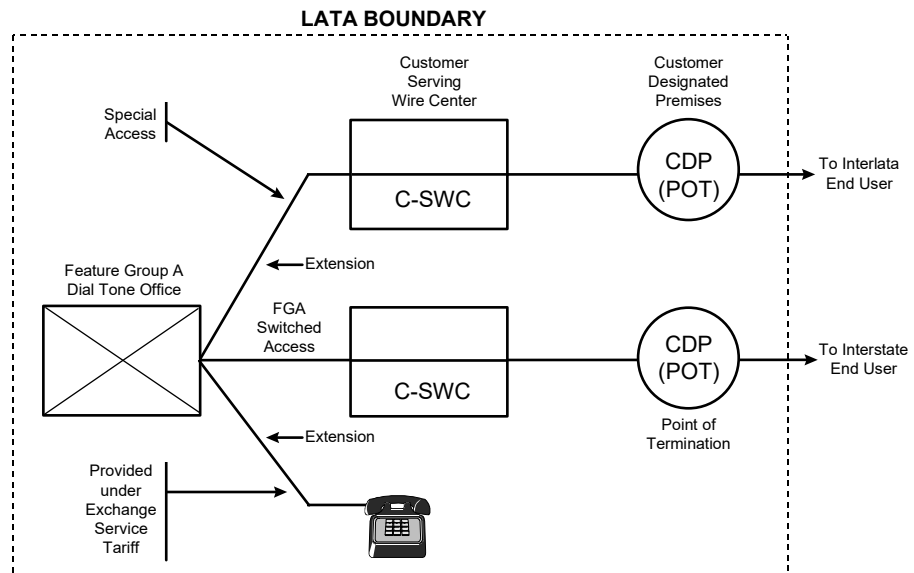 LATA BOUNDARY
Customer
Serving
Wire Center
Customer
Designated
Premises
Special
Access
CDP
(POT)
To Interlata
End User
C-SWC
Extension
Feature Group A
Dial Tone Office
FGA
Switched
Access
CDP
(POT)
To Interstate
End User
C-SWC
Extension
Point of
Termination
Provided
under
Exchange
Service
Tariff